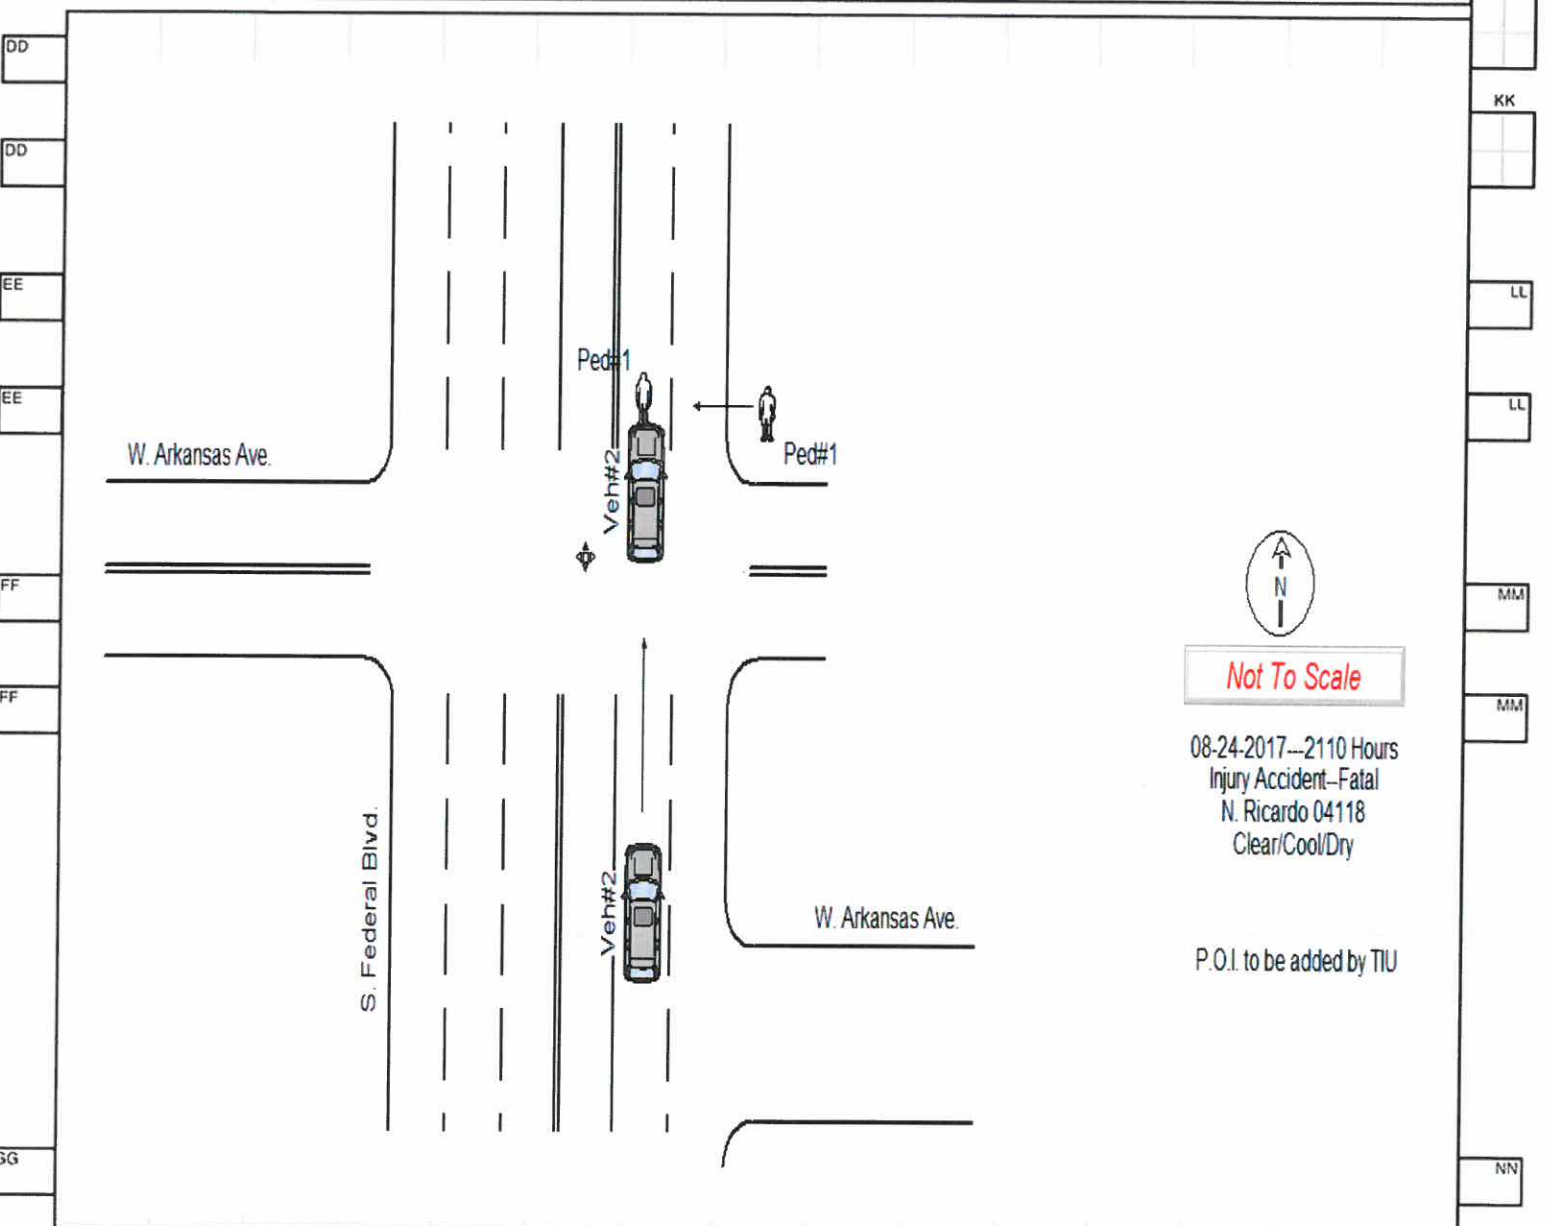 DD
KK
DD
EE
LL
Ped#1
EE
LL
W. Arkansas Ave.
Ped#1
Veh#2
N
FF
MM
Not To Scale
FF
MM
08-24-2017---2110 Hours
Injury Accident--Fatal
N. Ricardo 04118
Clear/Cool/Dry
S. Federal Blvd.
Veh#2
W. Arkansas Ave.
P.O.I. to be added by TIU
GG
NN